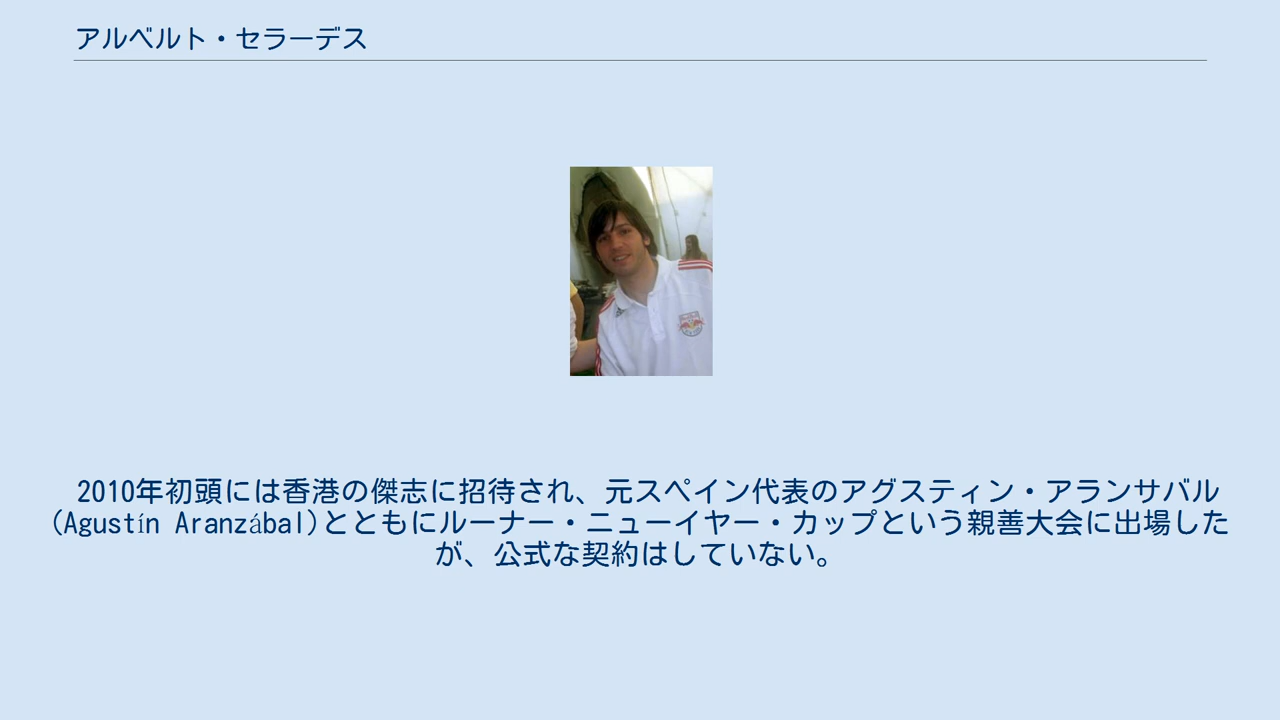 アルベルト・セラーデス
2010年初頭には香港の傑志に招待され、元スペイン代表のアグスティン・アランサバル
(Agustín Aranzábal)とともにルーナー・ニューイヤー・カップという親善大会に出場した
が、公式な契約はしていない。